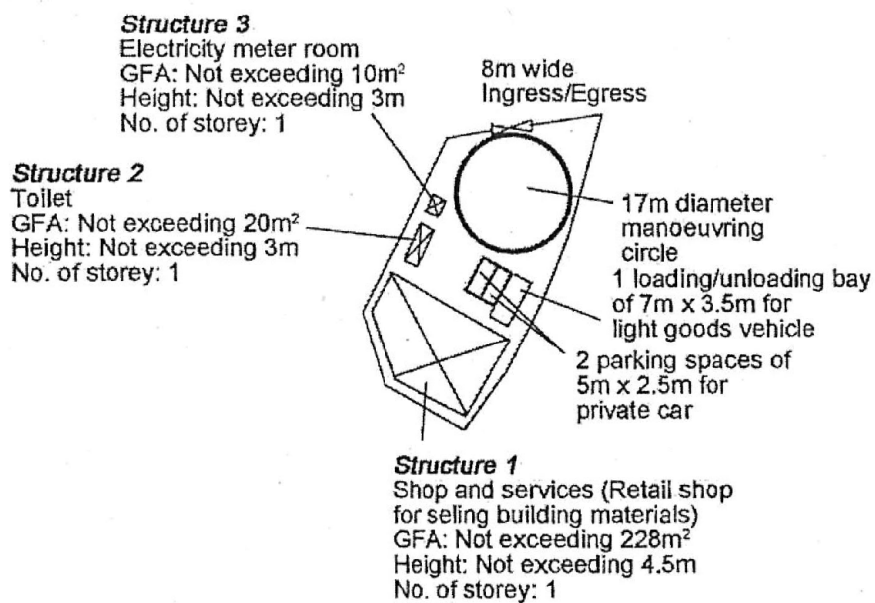 Structure 3
Electricity meter room
GFA: Not exceeding 10m²
Height: Not exceeding 3m
No. of storey: 1
8m wide
Ingress/Egress
Structure 2
Toilet
GFA: Not exceeding 20m²
Height: Not exceeding 3m
No. of storey: 1
17m diameter
manoeuvring
circle
1 loading/unloading bay
of 7m x 3.5m for
light goods vehicle
2 parking spaces of
5m x 2.5m for
private car
Structure 1
Shop and services (Retail shop
for seling building materials)
GFA: Not exceeding 228m²
Height: Not exceeding 4.5m
No. of storey: 1